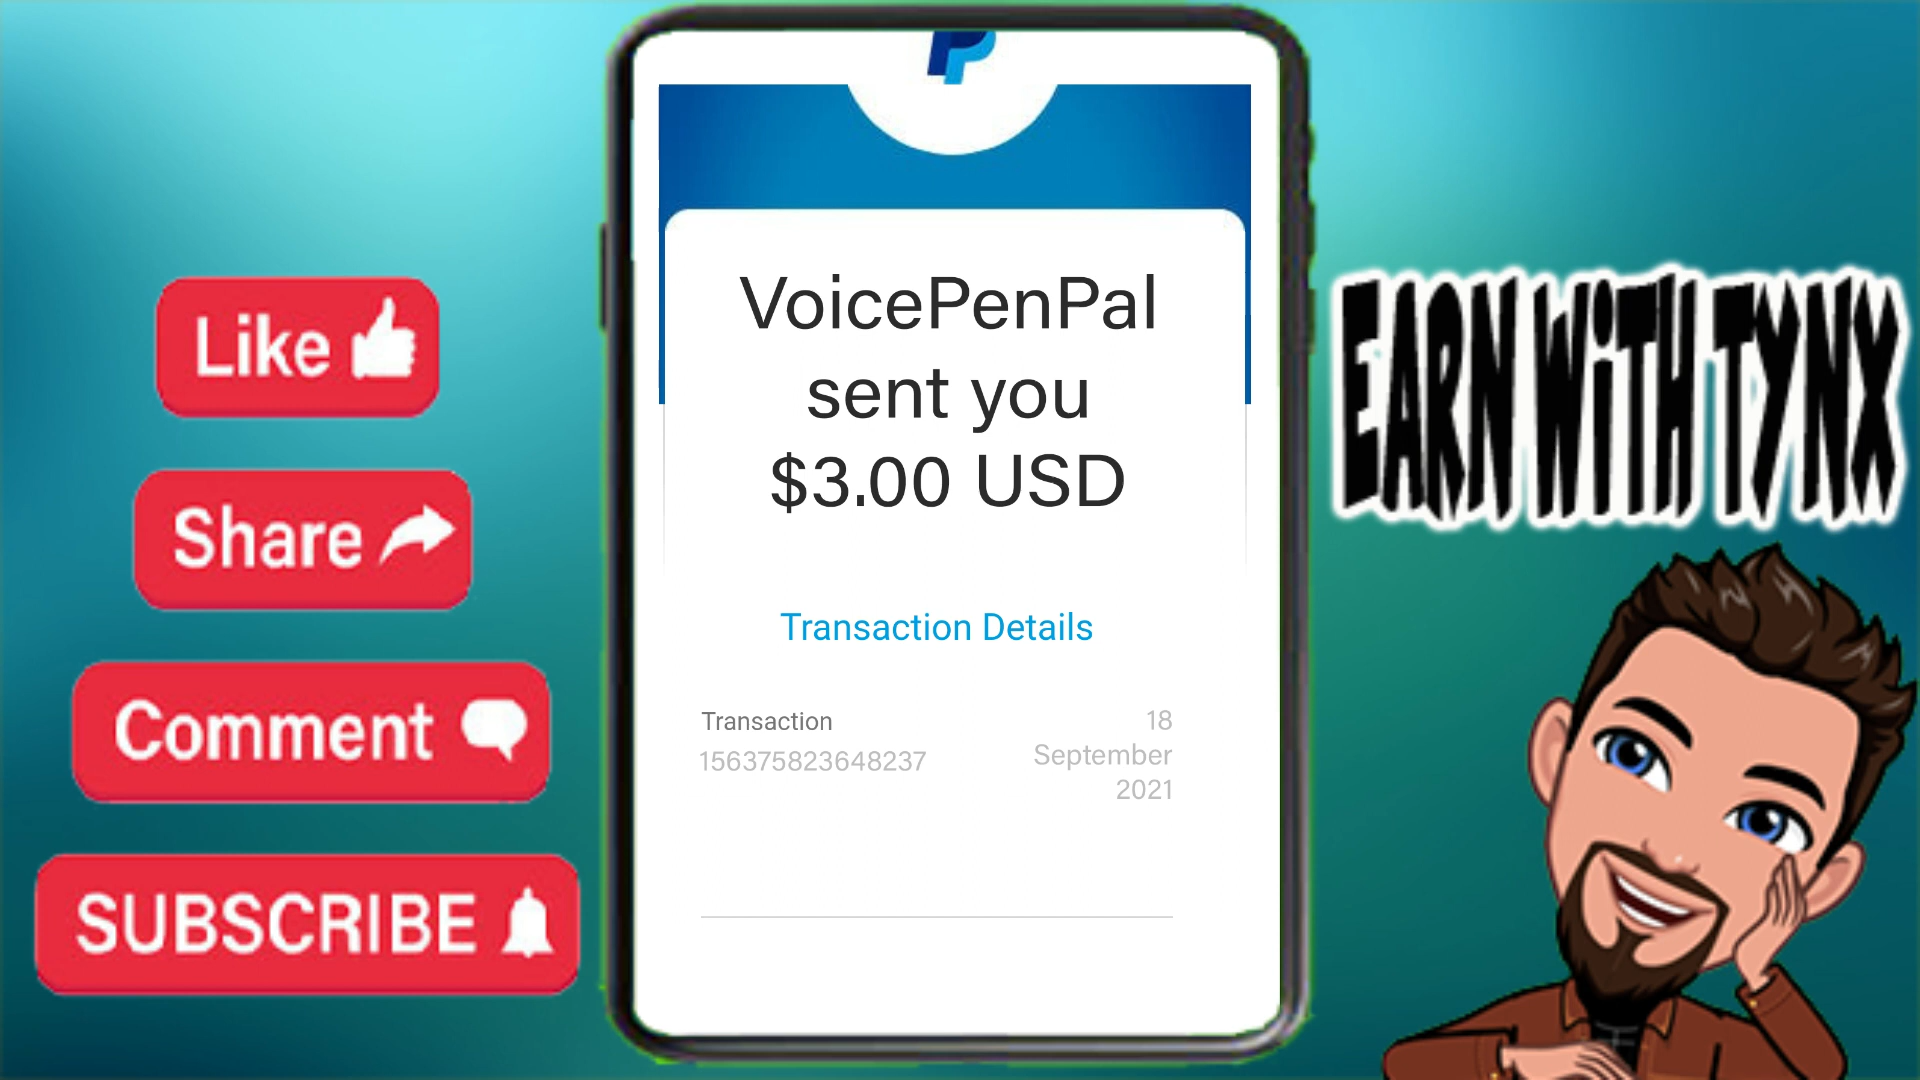 Like
Share
Comment
SUBSCRIBE
VoicePenPal
sent you
$3.00 USD
Transaction Details
Transaction
156375823648237
18
September
2021
EARN WiTH TYNX